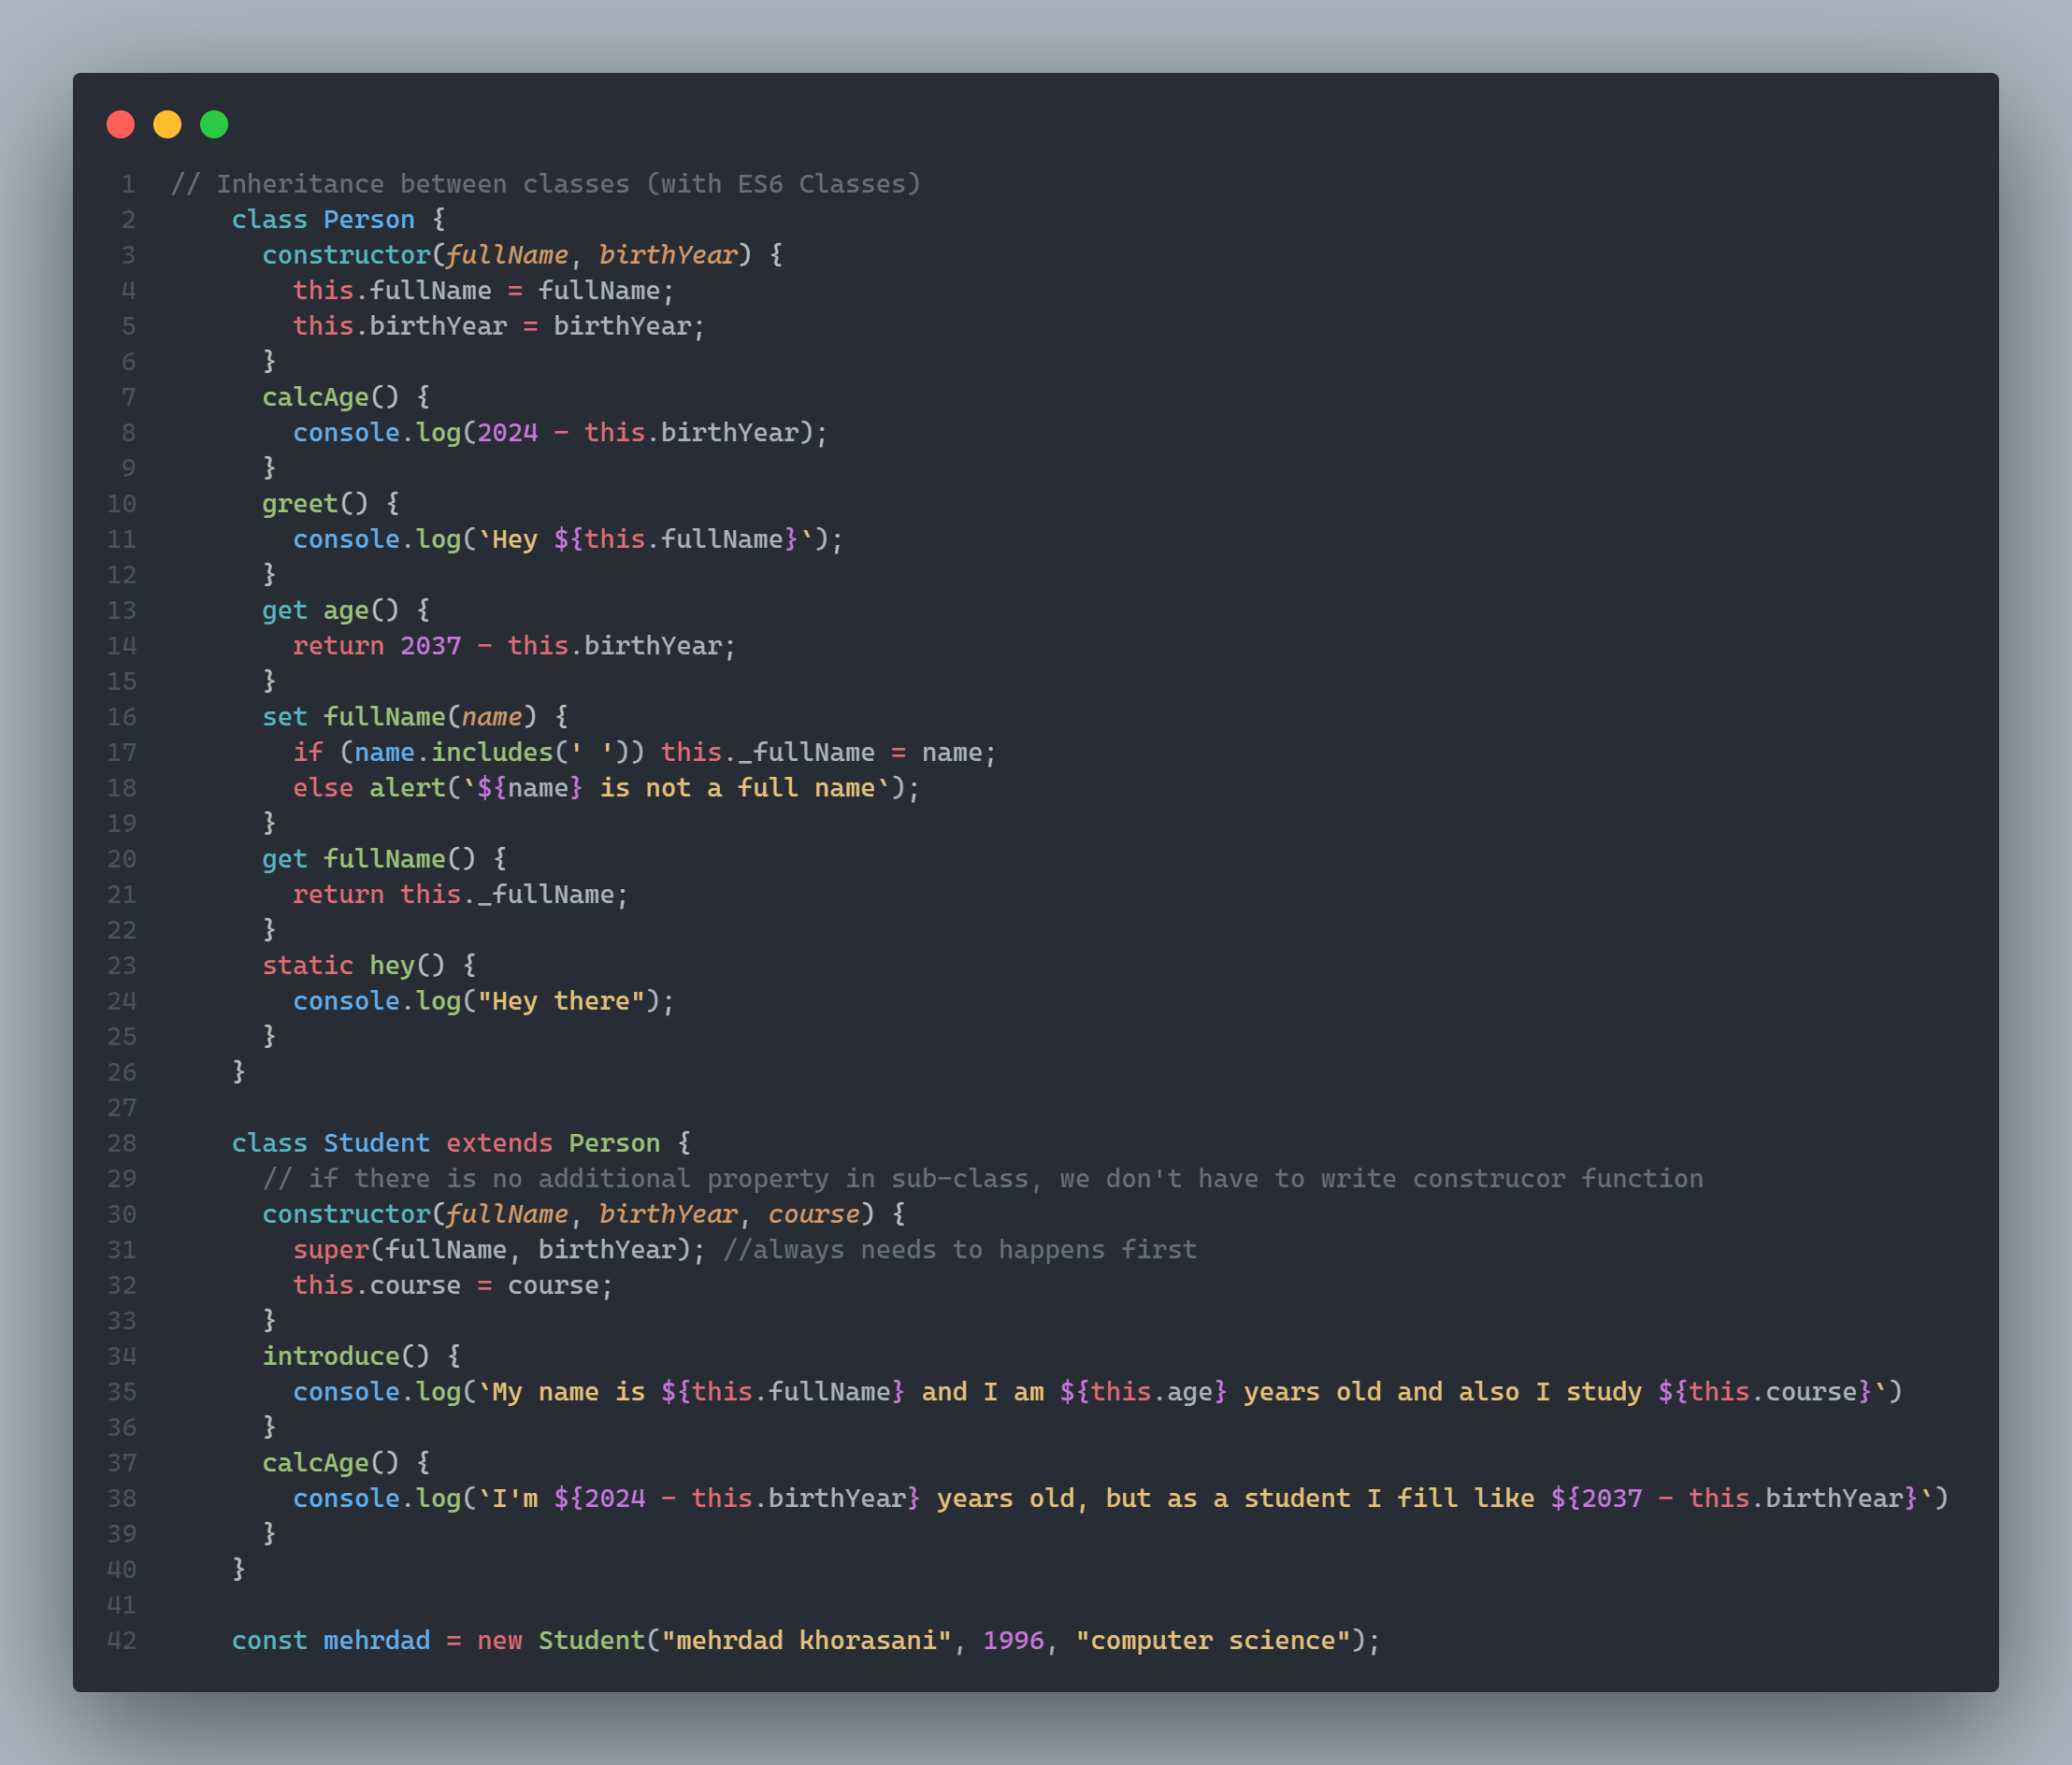 1 // Inheritance between classes (with ES6 Classes)
2     class Person {
3       constructor(fullName, birthYear) {
4         this.fullName = fullName;
5         this.birthYear = birthYear;
6       }
7       calcAge() {
8         console.log(2024 - this.birthYear);
9       }
10       greet() {
11         console.log(`Hey ${this.fullName}`);
12       }
13       get age() {
14         return 2037 - this.birthYear;
15       }
16       set fullName(name) {
17         if (name.includes(' ')) this._fullName = name;
18         else alert(`${name} is not a full name`);
19       }
20       get fullName() {
21         return this._fullName;
22       }
23       static hey() {
24         console.log("Hey there");
25       }
26     }
27
28     class Student extends Person {
29       // if there is no additional property in sub-class, we don't have to write construcor function
30       constructor(fullName, birthYear, course) {
31         super(fullName, birthYear); //always needs to happens first
32         this.course = course;
33       }
34       introduce() {
35         console.log(`My name is ${this.fullName} and I am ${this.age} years old and also I study ${this.course}`)
36       }
37       calcAge() {
38         console.log(`I'm ${2024 - this.birthYear} years old, but as a student I fill like ${2037 - this.birthYear}`)
39       }
40     }
41
42     const mehrdad = new Student("mehrdad khorasani", 1996, "computer science");